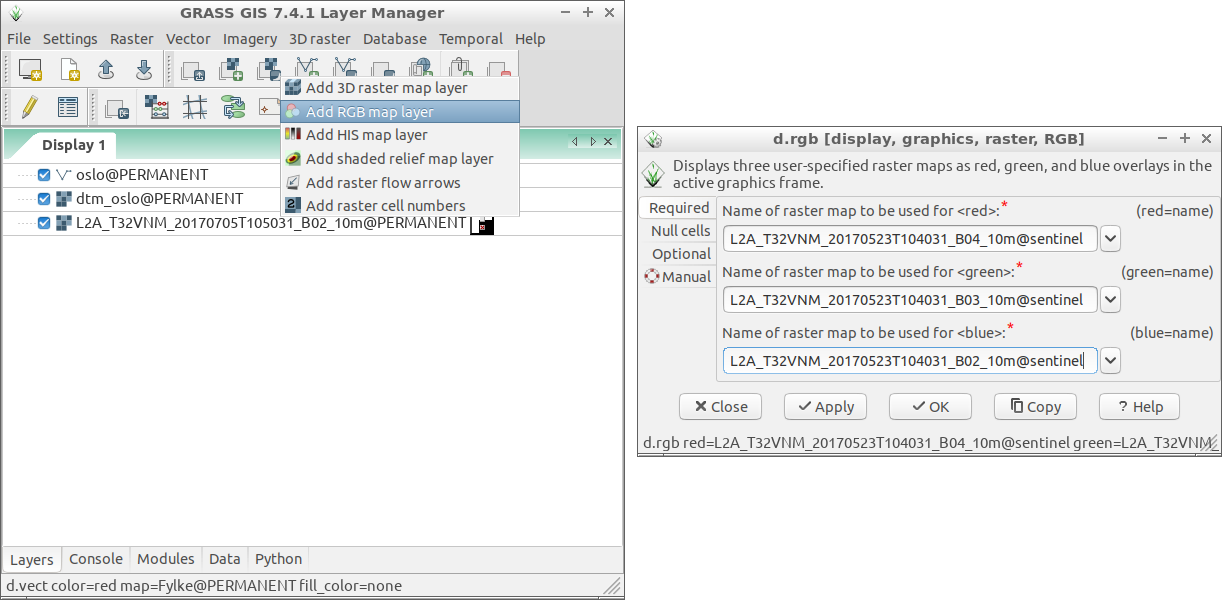 GRASS GIS 7.4.1 Layer Manager
File Settings Raster Vector Imagery 3D raster Database Temporal Help
Add 3D raster map layer
Add RGB map layer
Add HIS map layer
Add shaded relief map layer
Add raster flow arrows
Add raster cell numbers
Display 1
oslo@PERMANENT
dtm_oslo@PERMANENT
L2A_T32VNM_20170705T105031_B02_10m@PERMANENT
Layers Console Modules Data Python
d.vect color=red map=Fylke@PERMANENT fill_color=none
d.rgb [display, graphics, raster, RGB]
Displays three user-specified raster maps as red, green, and blue overlays in the
active graphics frame.
Required
Null cells
Optional
Manual
Name of raster map to be used for <red>:* (red=name)
L2A_T32VNM_20170523T104031_B04_10m@sentinel
Name of raster map to be used for <green>:* (green=name)
L2A_T32VNM_20170523T104031_B03_10m@sentinel
Name of raster map to be used for <blue>:* (blue=name)
L2A_T32VNM_20170523T104031_B02_10m@sentinel
Close Apply OK Copy ? Help
d.rgb red=L2A_T32VNM_20170523T104031_B04_10m@sentinel green=L2A_T32VNM_